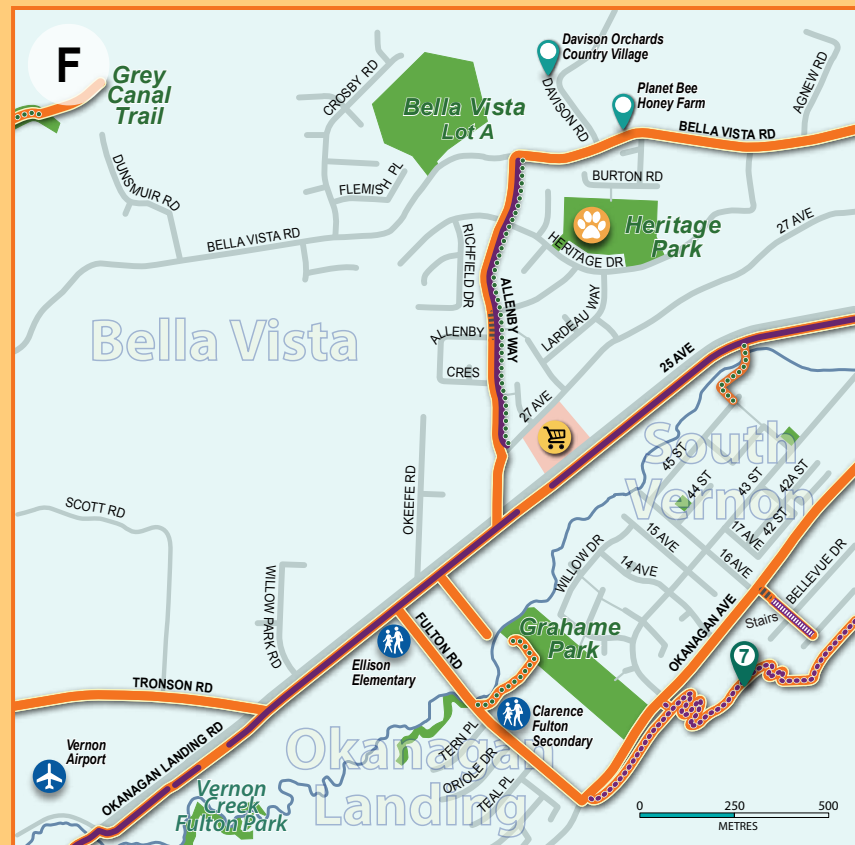 F
Grey
Canal
Trail
CROSBY RD
Bella Vista
Lot A
Davison Orchards
Country Village
DAVISON RD
Planet Bee
Honey Farm
AGNEW RD
BELLA VISTA RD
DUNSMUIR RD
FLEMISH PL
BURTON RD
BELLA VISTA RD
RICHFIELD DR
Heritage
Park
HERITAGE DR
27 AVE
ALLENBY WAY
LARDEAU WAY
Bella Vista
ALLENBY
CRES
25 AVE
27 AVE
South
Vernon
45 ST
44 ST
43 ST
42A ST
42 ST
17 AVE
16 AVE
15 AVE
14 AVE
OKEEFE RD
SCOTT RD
WILLOW DR
BELLEVUE DR
WILLOW PARK RD
FULTON RD
Grahame
Park
OKANAGAN AVE
Stairs
7
Ellison
Elementary
TRONSON RD
Clarence
Fulton
Secondary
OKANAGAN LANDING RD
Vernon
Airport
TERN PL
ORIOLE DR
TEAL PL
Okanagan
Landing
Vernon
Creek
Fulton Park
0 250 500
METRES